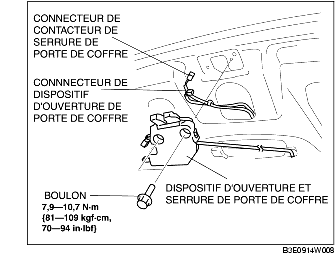 CONNECTEUR DE
CONTACTEUR DE
SERRURE DE
PORTE DE COFFRE
CONNNECTEUR DE
DISPOSITIF
D'OUVERTURE DE
PORTE DE COFFRE
DISPOSITIF D'OUVERTURE ET
SERRURE DE PORTE DE COFFRE
BOULON
7,9—10,7 N·m
{81—109 kgf·cm,
70—94 in·lbf}
B3E0914W008